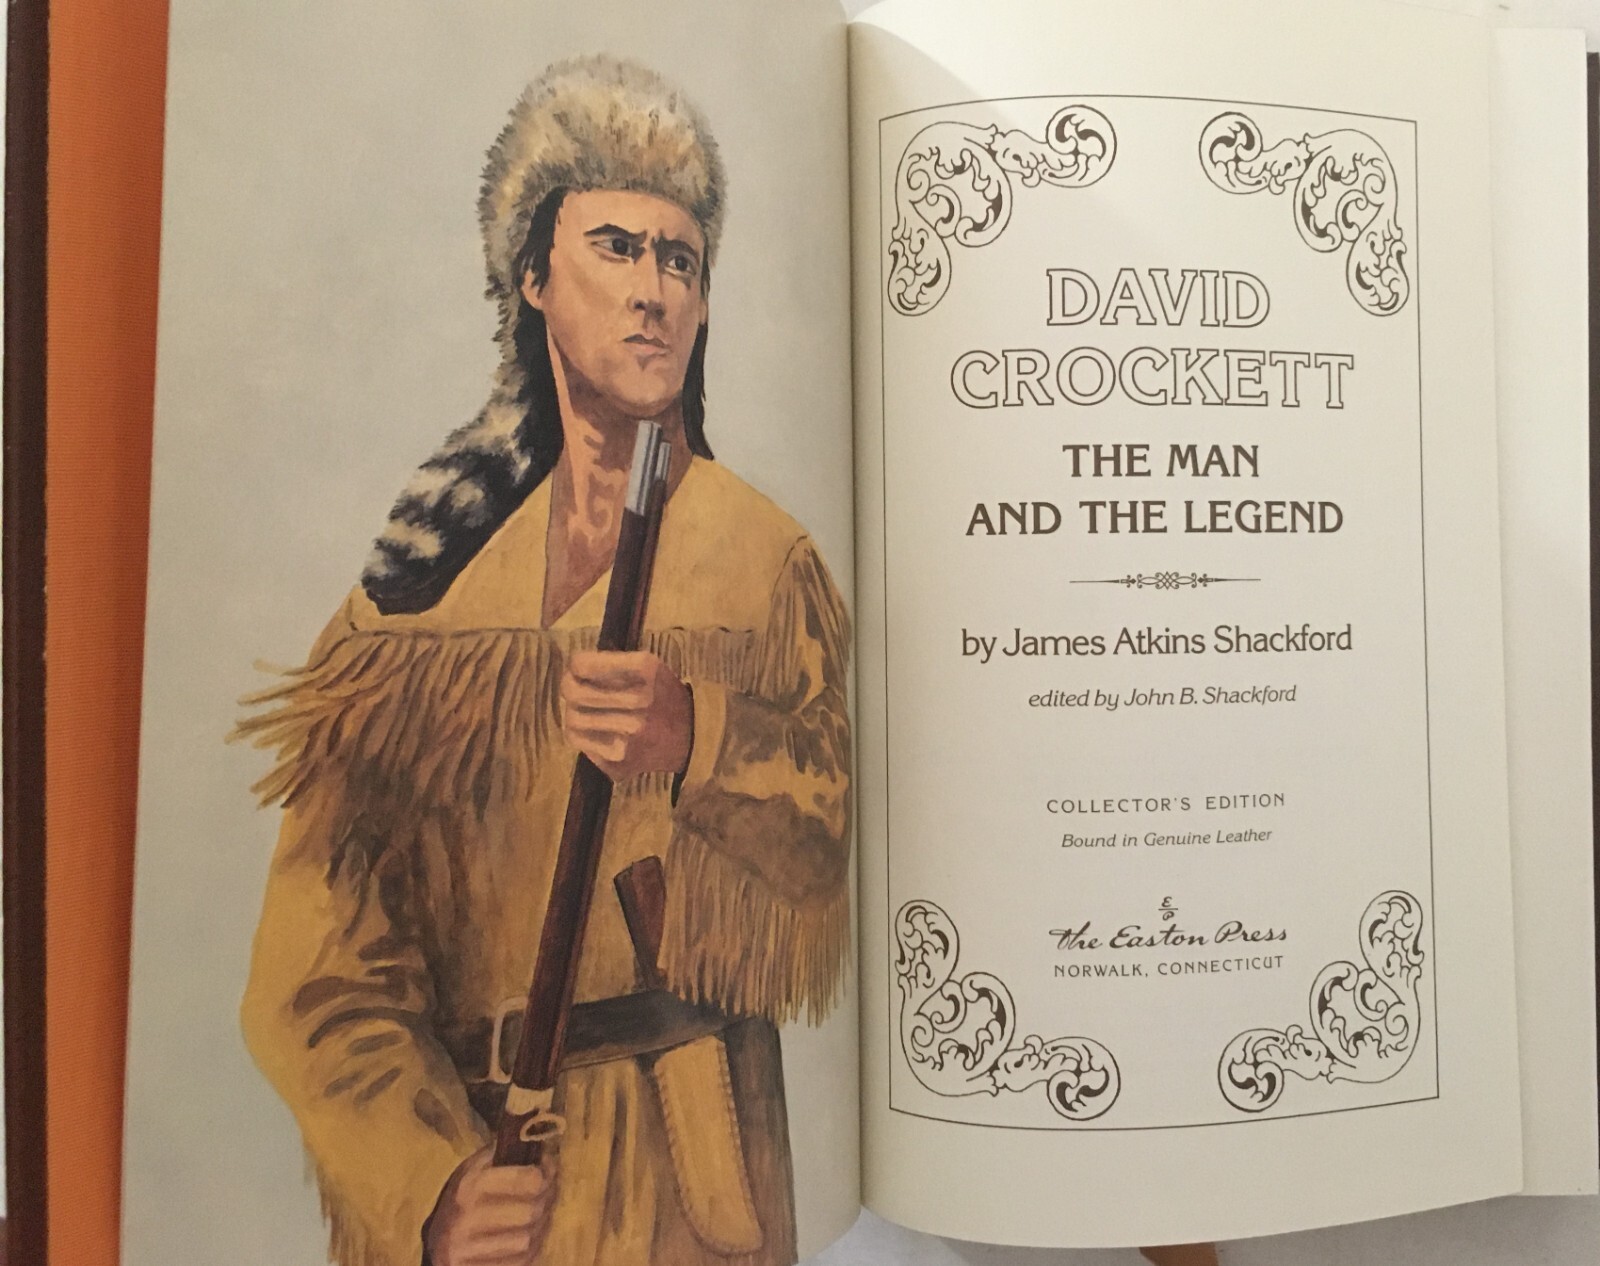 DAVID
CROCKETT
THE MAN
AND THE LEGEND
by James Atkins Shackford
edited by John B. Shackford
COLLECTOR'S EDITION
Bound in Genuine Leather
E
P
The Easton Press
NORWALK, CONNECTICUT